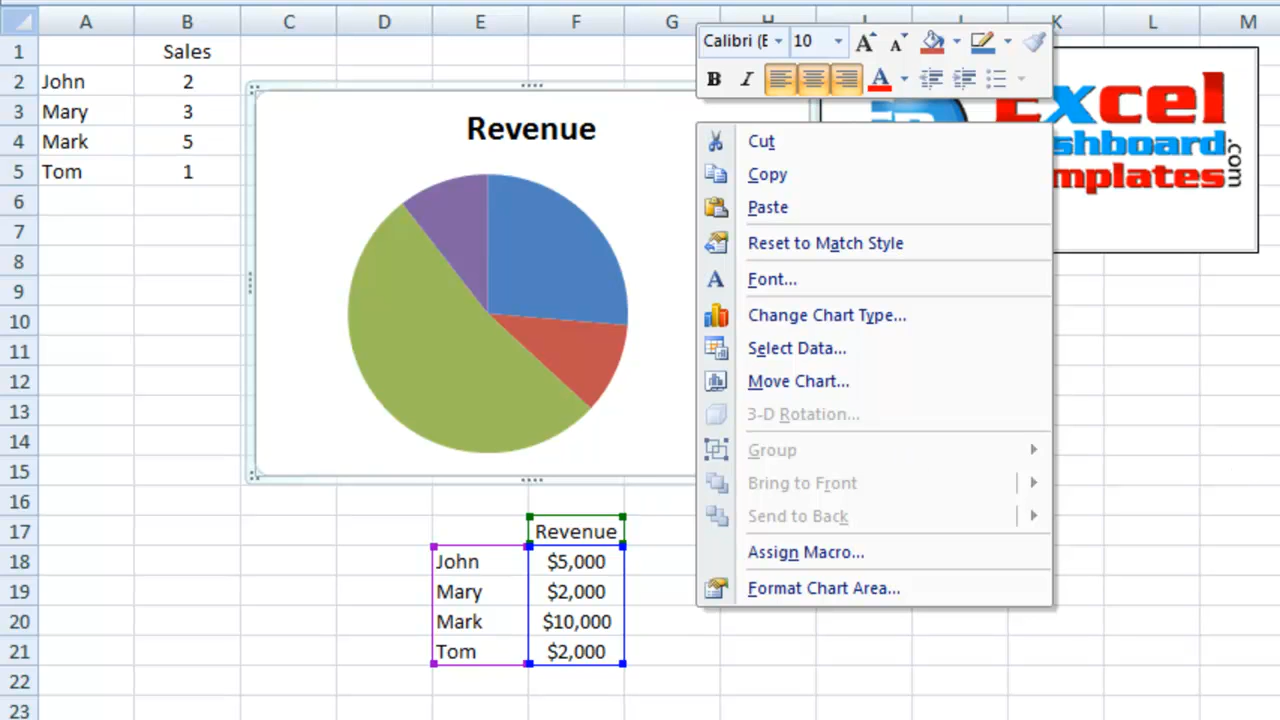 A B C D E F G H K L M
Calibri (E 10
1 Sales
2 John 2
3 Mary 3
4 Mark 5
5 Tom 1
6
7
8
9
10
11
12
13
14
15
16
17 Revenue
18 John $5,000
19 Mary $2,000
20 Mark $10,000
21 Tom $2,000
22
23
Revenue
B I A
Cut
Copy
Paste
Reset to Match Style
Font...
Change Chart Type...
Select Data...
Move Chart...
3-D Rotation...
Group
Bring to Front
Send to Back
Assign Macro...
Format Chart Area...
Excel
shboard
mplates
.com